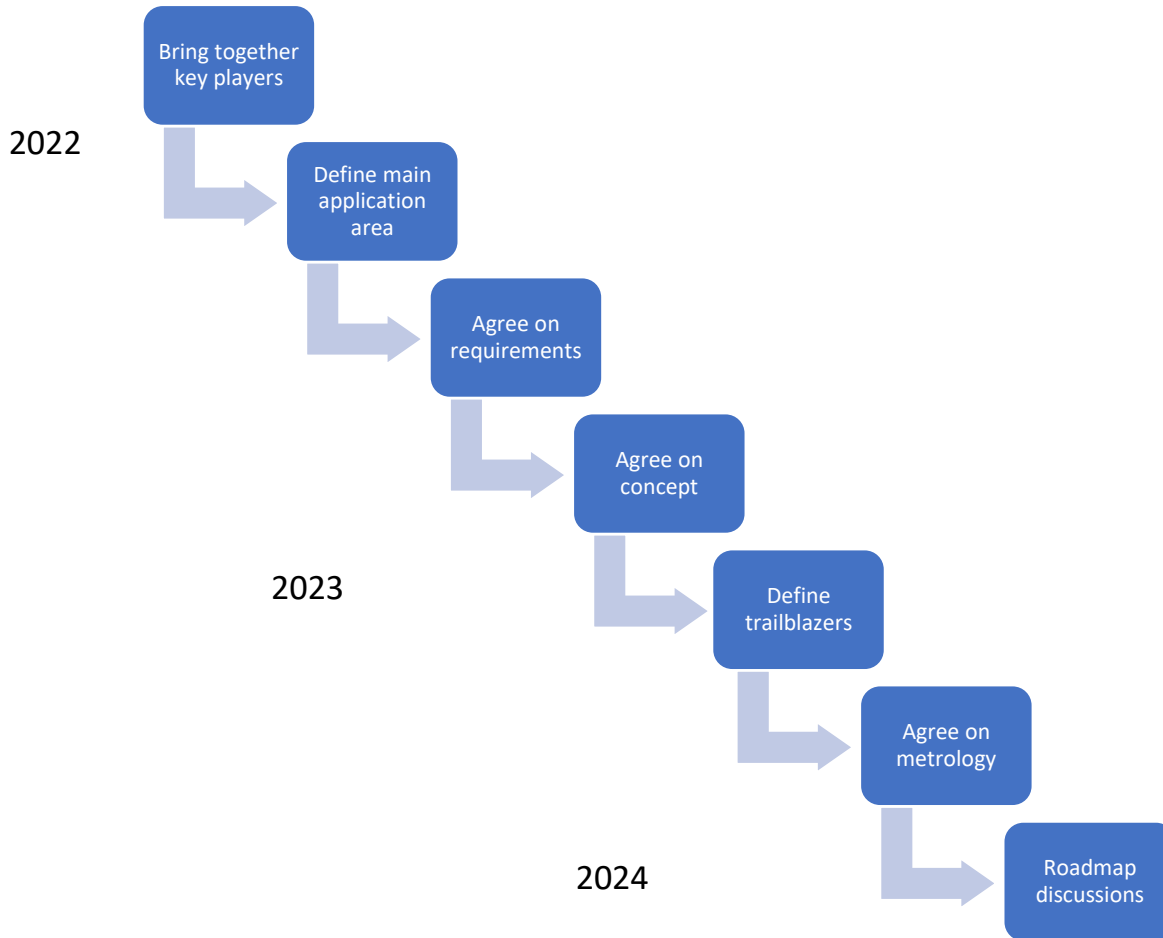 Bring together
key players
2022
Define main
application
area
Agree on
requirements
Agree on
concept
2023
Define
trailblazers
Agree on
metrology
2024
Roadmap
discussions